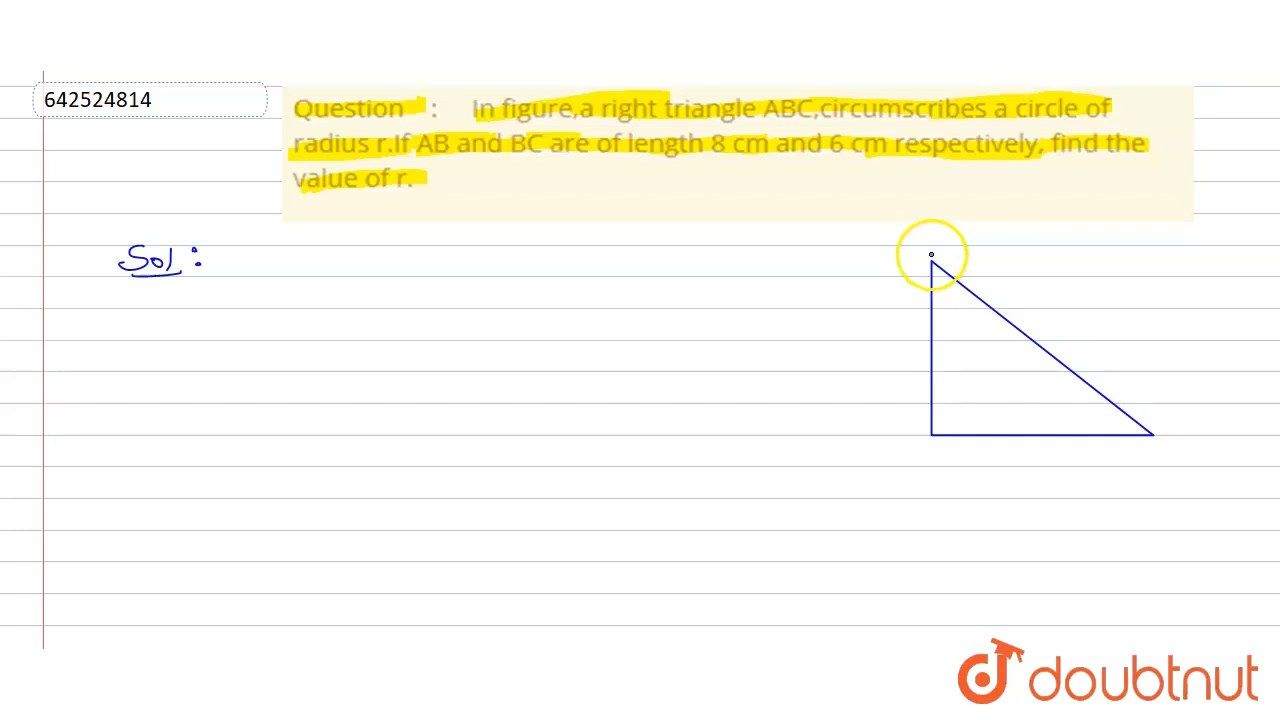 642524814
Question : In figure,a right triangle ABC,circumscribes a circle of
radius r.If AB and BC are of length 8 cm and 6 cm respectively, find the
value of r.
Sol :
doubtnut